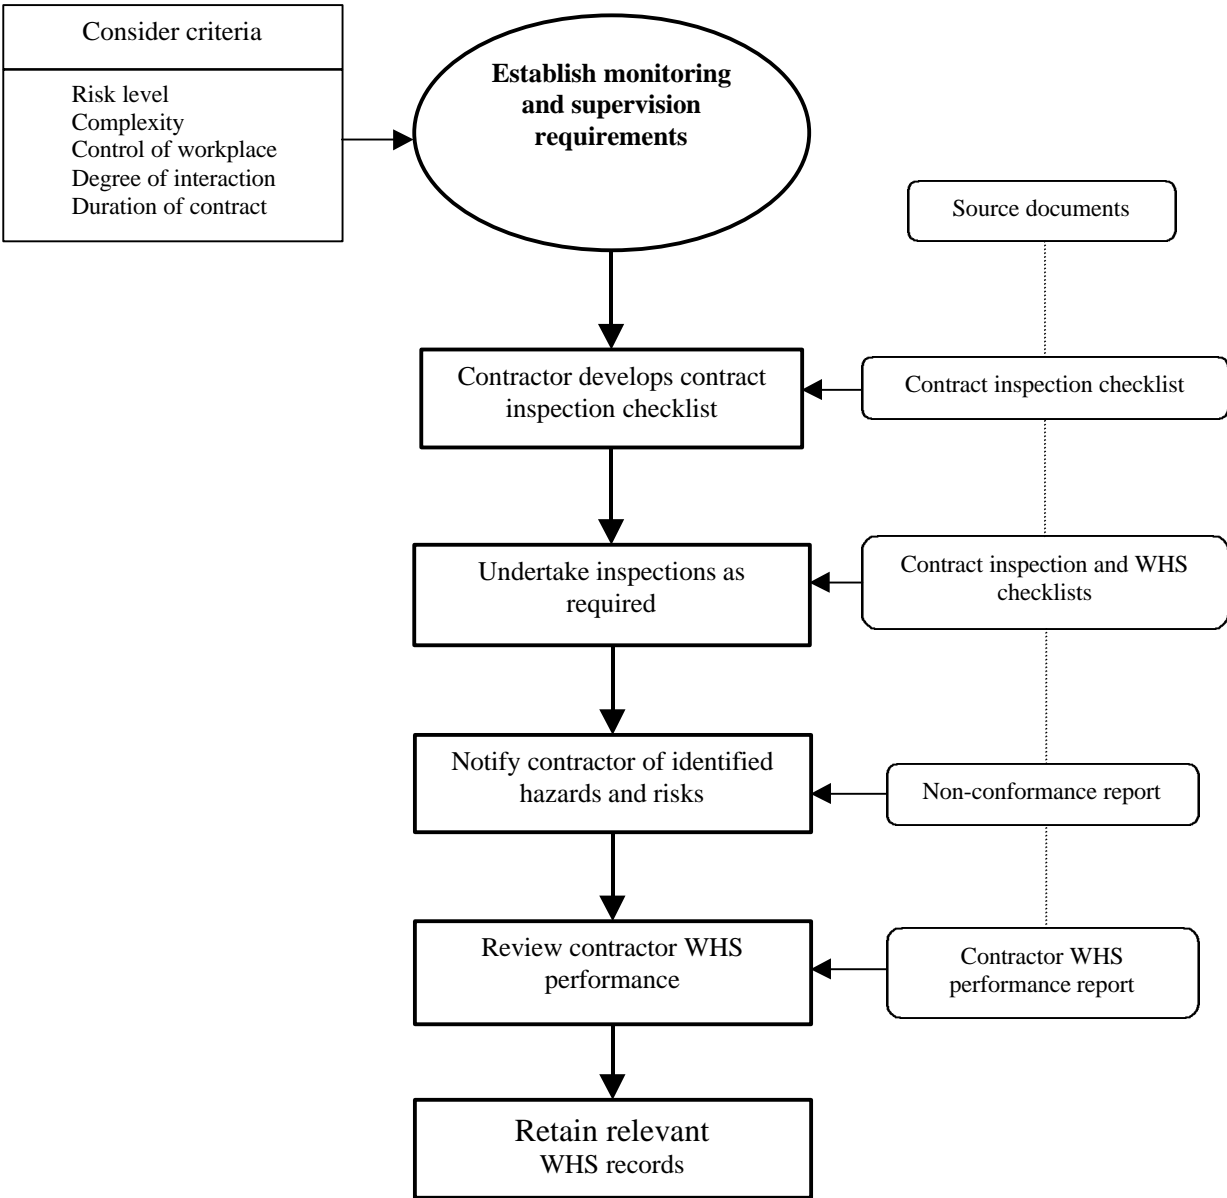 Consider criteria
Risk level
Complexity
Control of workplace
Degree of interaction
Duration of contract
Establish monitoring
and supervision
requirements
Source documents
Contractor develops contract
inspection checklist
Contract inspection checklist
Undertake inspections as
required
Contract inspection and WHS
checklists
Notify contractor of identified
hazards and risks
Non-conformance report
Review contractor WHS
performance
Contractor WHS
performance report
Retain relevant
WHS records